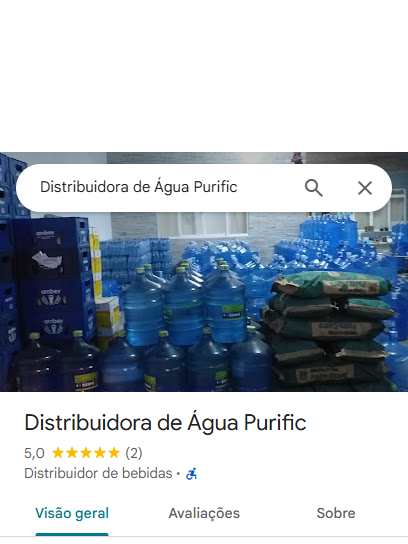 Distribuidora de Água Purific
ambev
ambev
Distribuidora de Água Purific
5,0 (2)
Distribuidor de bebidas ·
Visão geral
Avaliações
Sobre